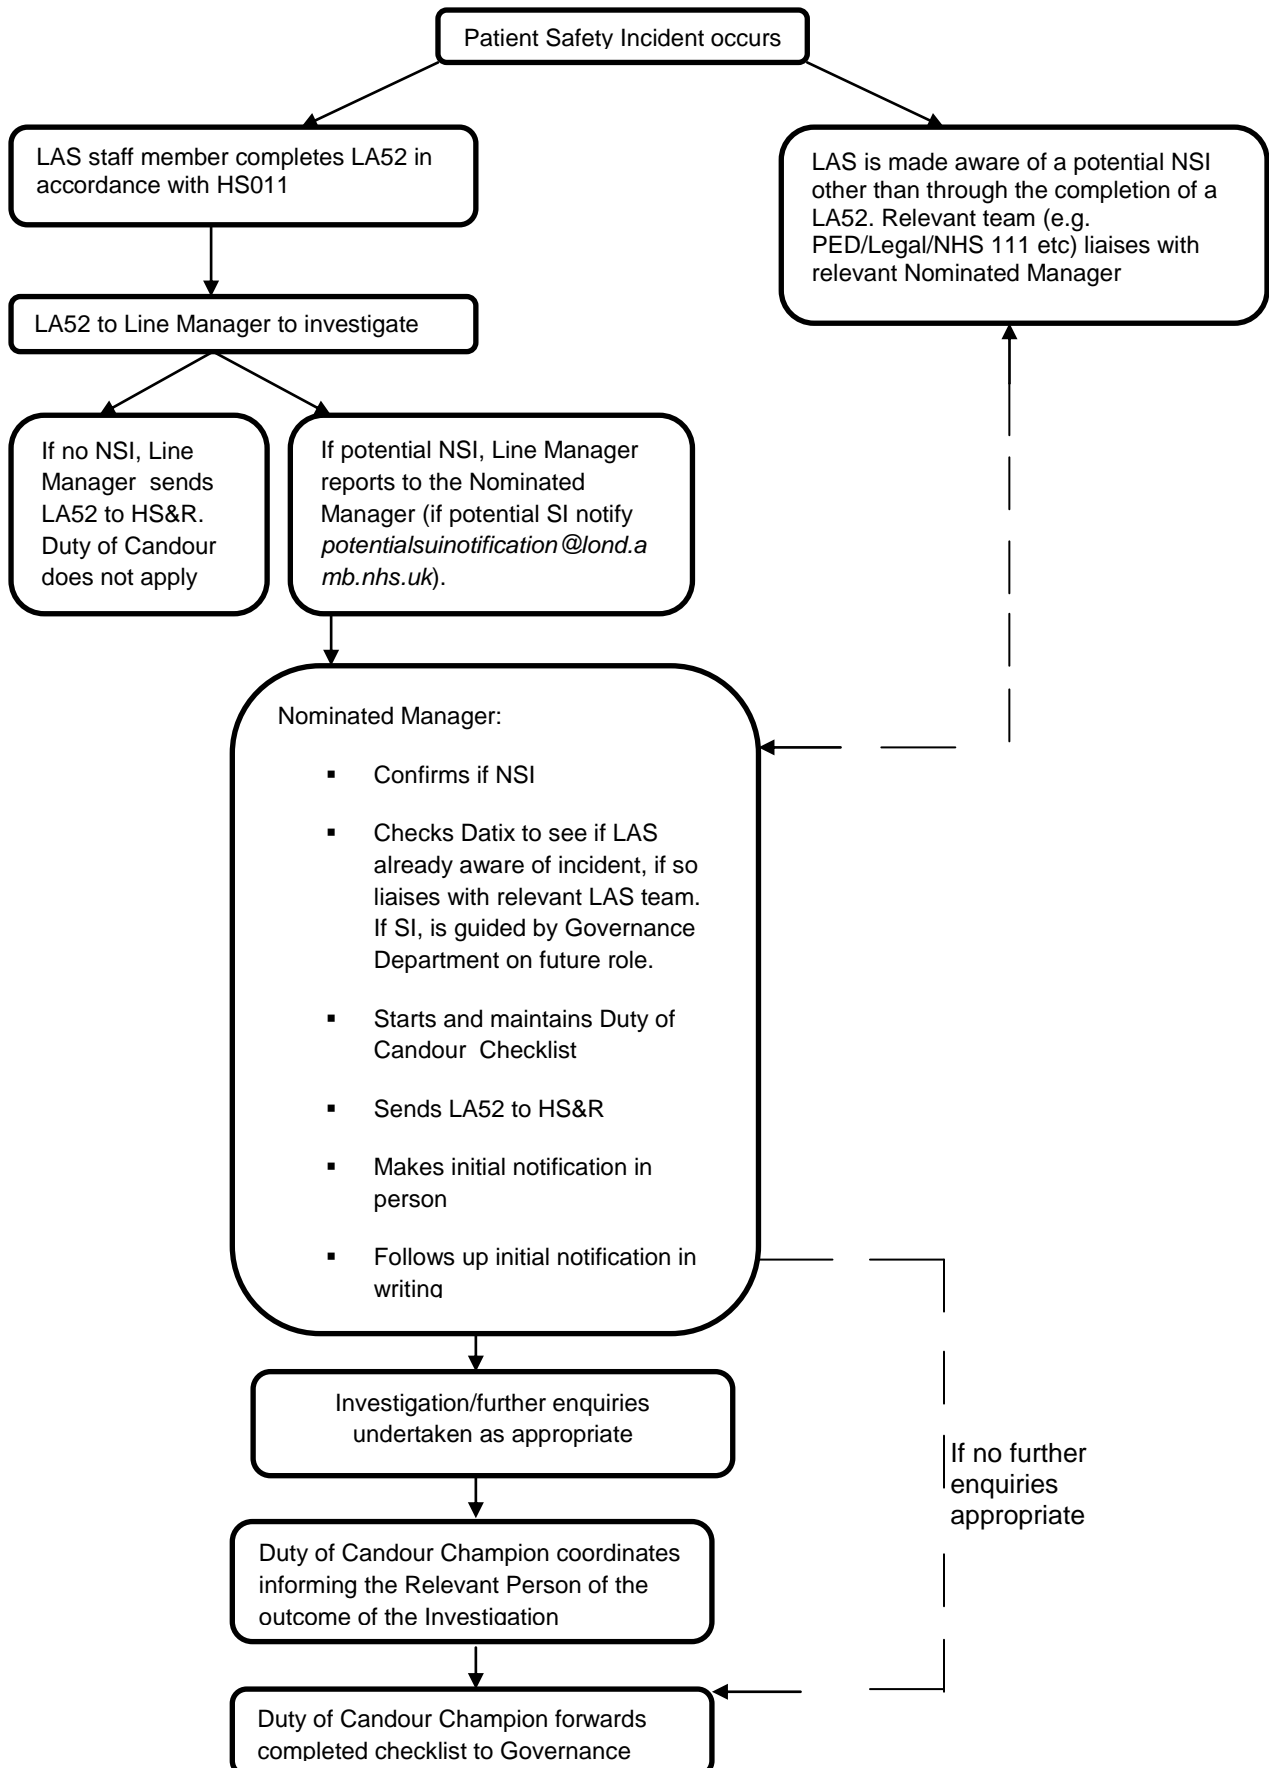 Patient Safety Incident occurs
LAS staff member completes LA52 in
accordance with HS011
LAS is made aware of a potential NSI
other than through the completion of a
LA52. Relevant team (e.g.
PED/Legal/NHS 111 etc) liaises with
relevant Nominated Manager
LA52 to Line Manager to investigate
If no NSI, Line
Manager sends
LA52 to HS&R.
Duty of Candour
does not apply
If potential NSI, Line Manager
reports to the Nominated
Manager (if potential SI notify
potentialsuinotification@lond.a
mb.nhs.uk).
Nominated Manager:
▪ Confirms if NSI
▪ Checks Datix to see if LAS
already aware of incident, if so
liaises with relevant LAS team.
If SI, is guided by Governance
Department on future role.
▪ Starts and maintains Duty of
Candour Checklist
▪ Sends LA52 to HS&R
▪ Makes initial notification in
person
▪ Follows up initial notification in
writing
Investigation/further enquiries
undertaken as appropriate
If no further
enquiries
appropriate
Duty of Candour Champion coordinates
informing the Relevant Person of the
outcome of the Investigation
Duty of Candour Champion forwards
completed checklist to Governance